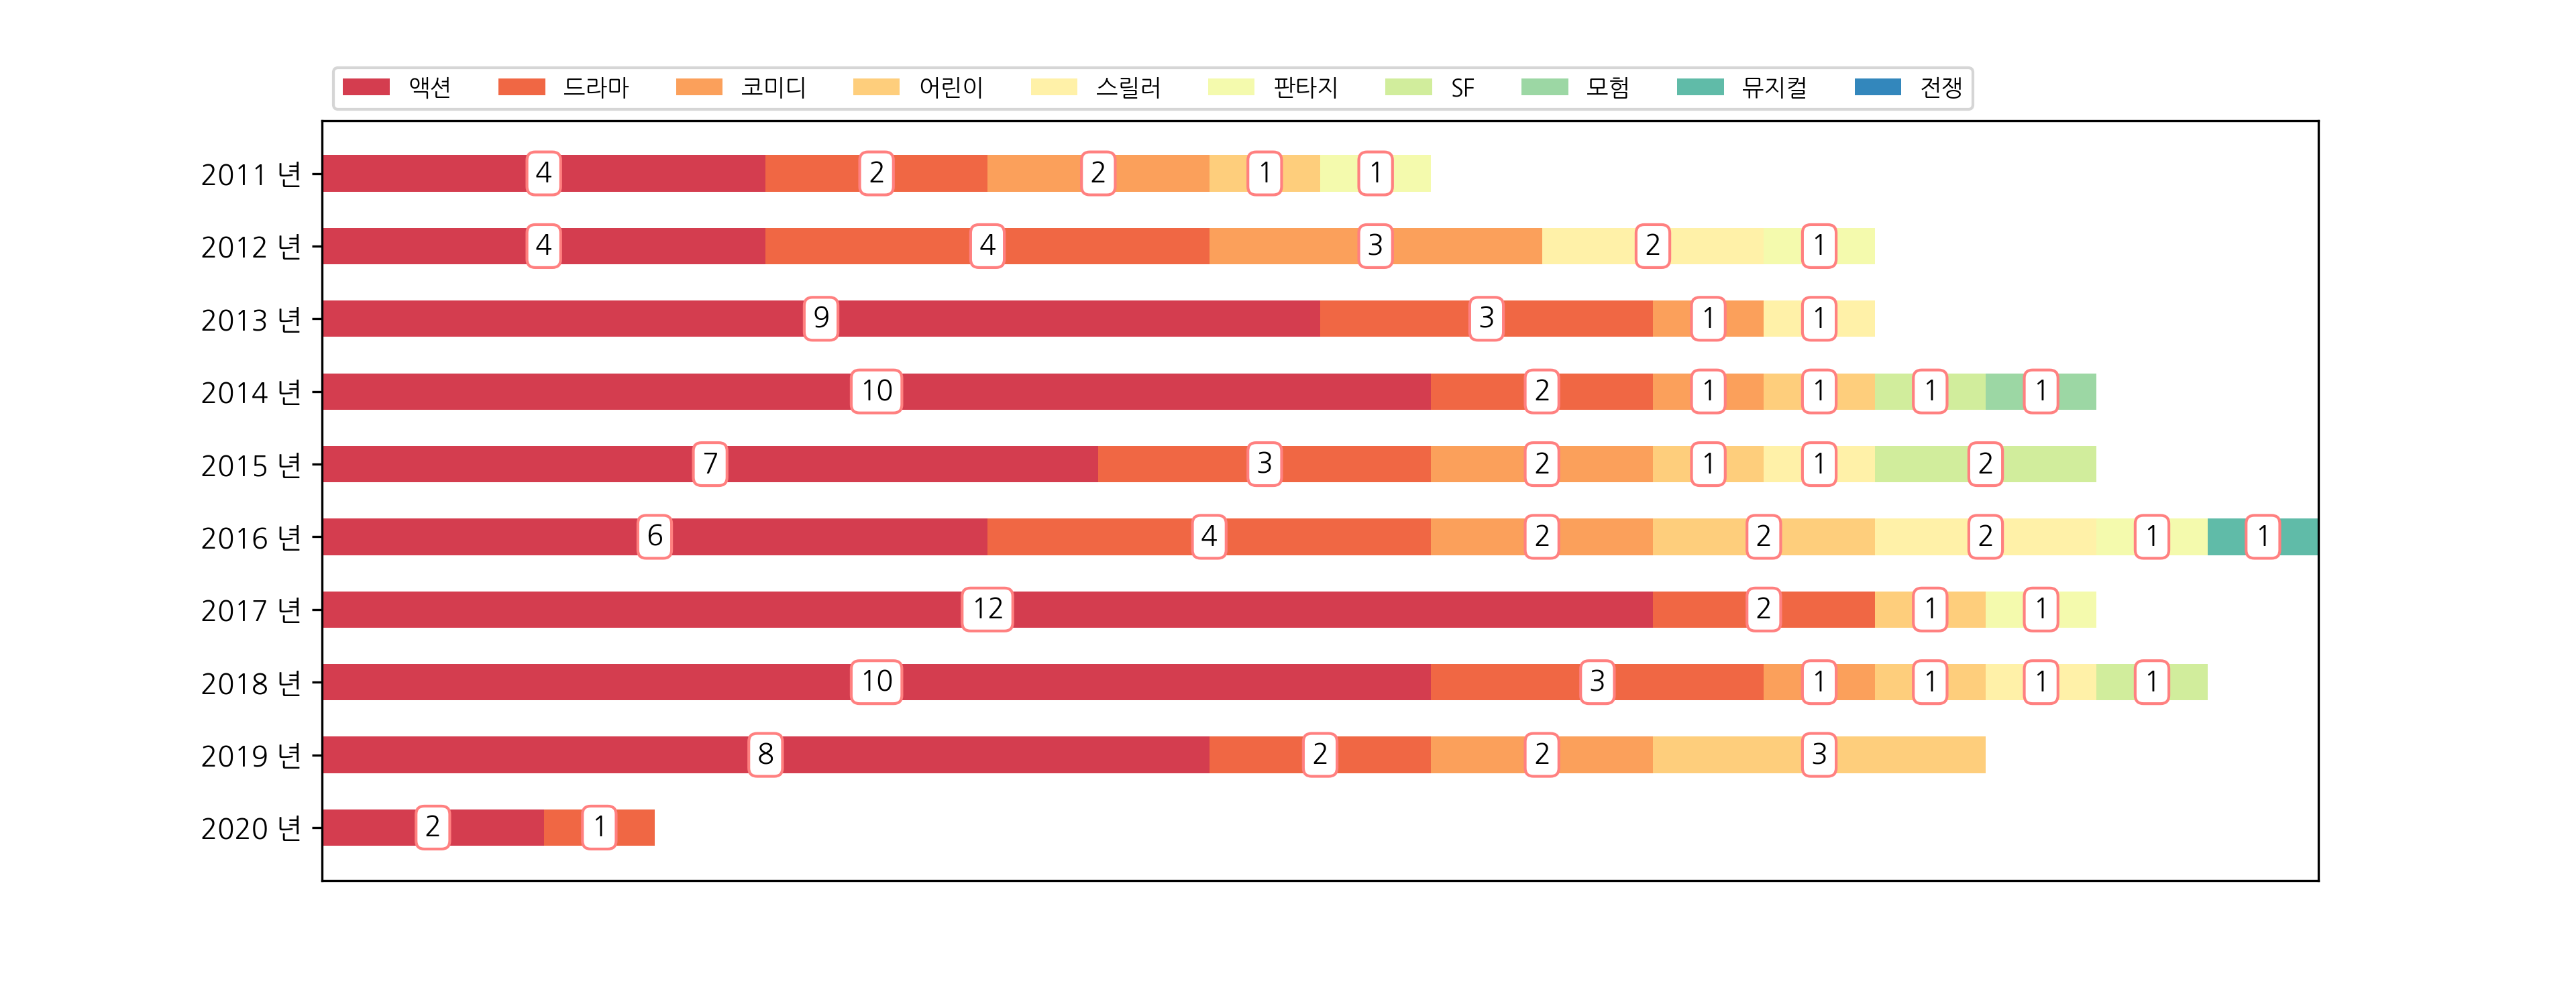 액션 드라마 코미디 어린이 스릴러 판타지 SF 모험 뮤지컬 전쟁
2011 년 4 2 2 1 1
2012 년 4 4 3 2 1
2013 년 9 3 1 1
2014 년 10 2 1 1 1 1
2015 년 7 3 2 1 1 2
2016 년 6 4 2 2 2 1 1
2017 년 12 2 1 1
2018 년 10 3 1 1 1 1
2019 년 8 2 2 3
2020 년 2 1